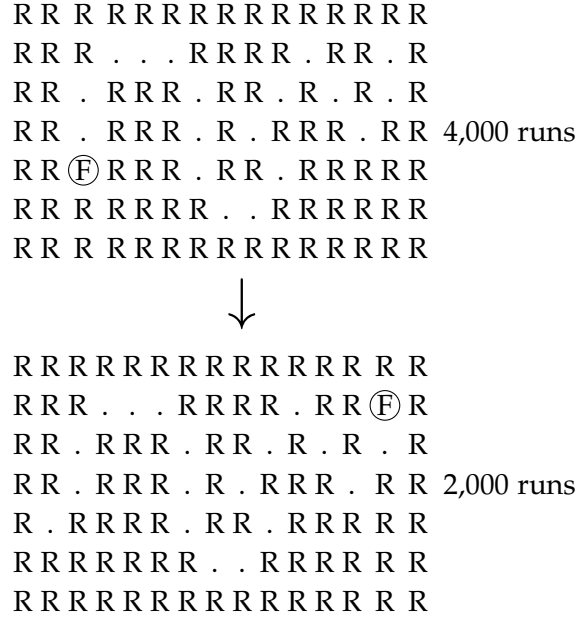 R R R R R R R R R R R R R R R
R R R . . . R R R R . R R . R
R R . R R R . R R . R . R . R
R R . R R R . R . R R R . R R 4,000 runs
R R F R R R . R R . R R R R R
R R R R R R R . . R R R R R R
R R R R R R R R R R R R R R R
↓
R R R R R R R R R R R R R R R
R R R . . . R R R R . R R F R
R R . R R R . R R . R . R . R
R R . R R R . R . R R R . R R 2,000 runs
R . R R R R . R R . R R R R R
R R R R R R R . . R R R R R R
R R R R R R R R R R R R R R R